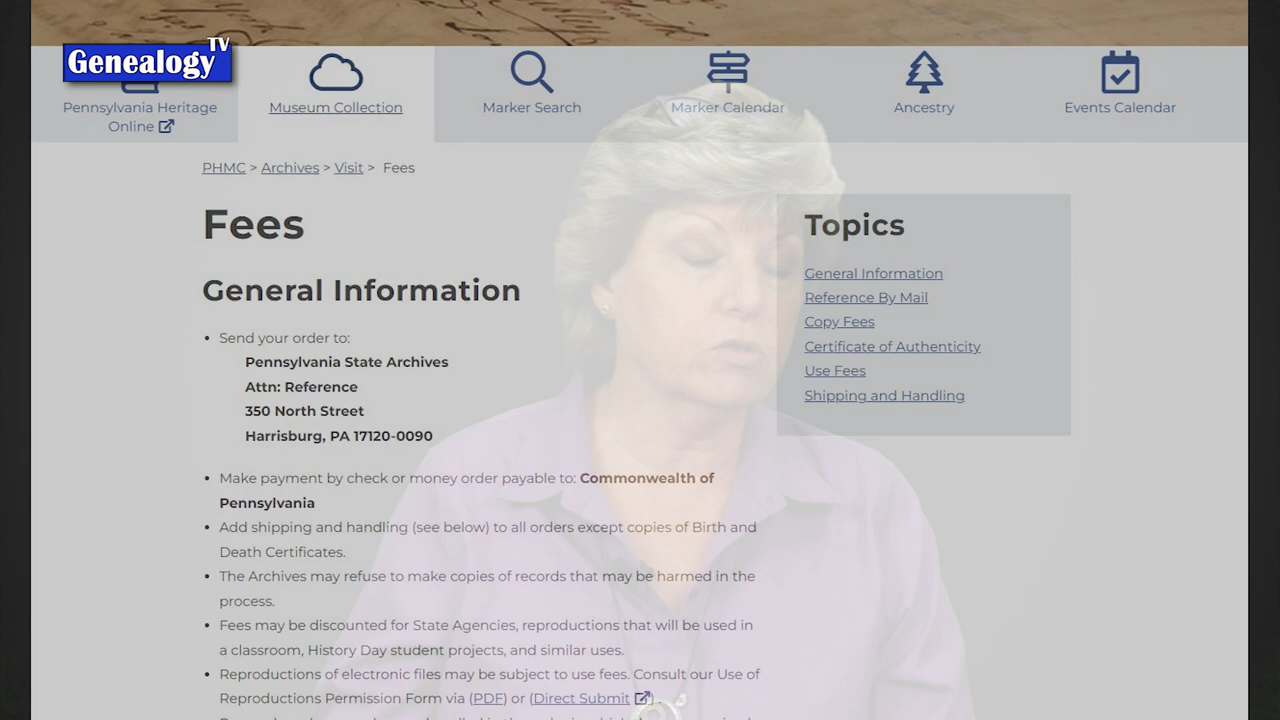 Genealogy TV
Pennsylvania Heritage
Online
Museum Collection
Marker Search
Marker Calendar
Ancestry
Events Calendar
PHMC > Archives > Visit > Fees
Fees
General Information
• Send your order to:
Pennsylvania State Archives
Attn: Reference
350 North Street
Harrisburg, PA 17120-0090
• Make payment by check or money order payable to: Commonwealth of
Pennsylvania
• Add shipping and handling (see below) to all orders except copies of Birth and
Death Certificates.
• The Archives may refuse to make copies of records that may be harmed in the
process.
• Fees may be discounted for State Agencies, reproductions that will be used in
a classroom, History Day student projects, and similar uses.
• Reproductions of electronic files may be subject to use fees. Consult our Use of
Reproductions Permission Form via (PDF) or (Direct Submit)
Topics
General Information
Reference By Mail
Copy Fees
Certificate of Authenticity
Use Fees
Shipping and Handling